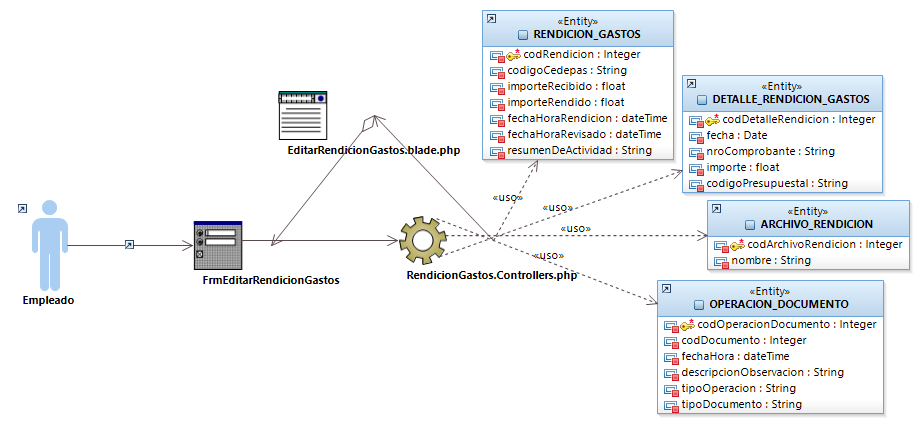 «Entity»
RENDICION_GASTOS
codRendicion : Integer
codigoCedepas : String
importeRecibido : float
importeRendido : float
fechaHoraRendicion : dateTime
fechaHoraRevisado : dateTime
resumenDeActividad : String
«Entity»
DETALLE_RENDICION_GASTOS
codDetalleRendicion : Integer
fecha : Date
nroComprobante : String
importe : float
codigoPresupuestal : String
EditarRendicionGastos.blade.php
«uso»
«uso»
«uso»
«Entity»
ARCHIVO_RENDICION
codArchivoRendicion : Integer
nombre : String
Empleado
FrmEditarRendicionGastos
RendicionGastos.Controllers.php
«Entity»
OPERACION_DOCUMENTO
codOperacionDocumento : Integer
codDocumento : Integer
fechaHora : dateTime
descripcionObservacion : String
tipoOperacion : String
tipoDocumento : String